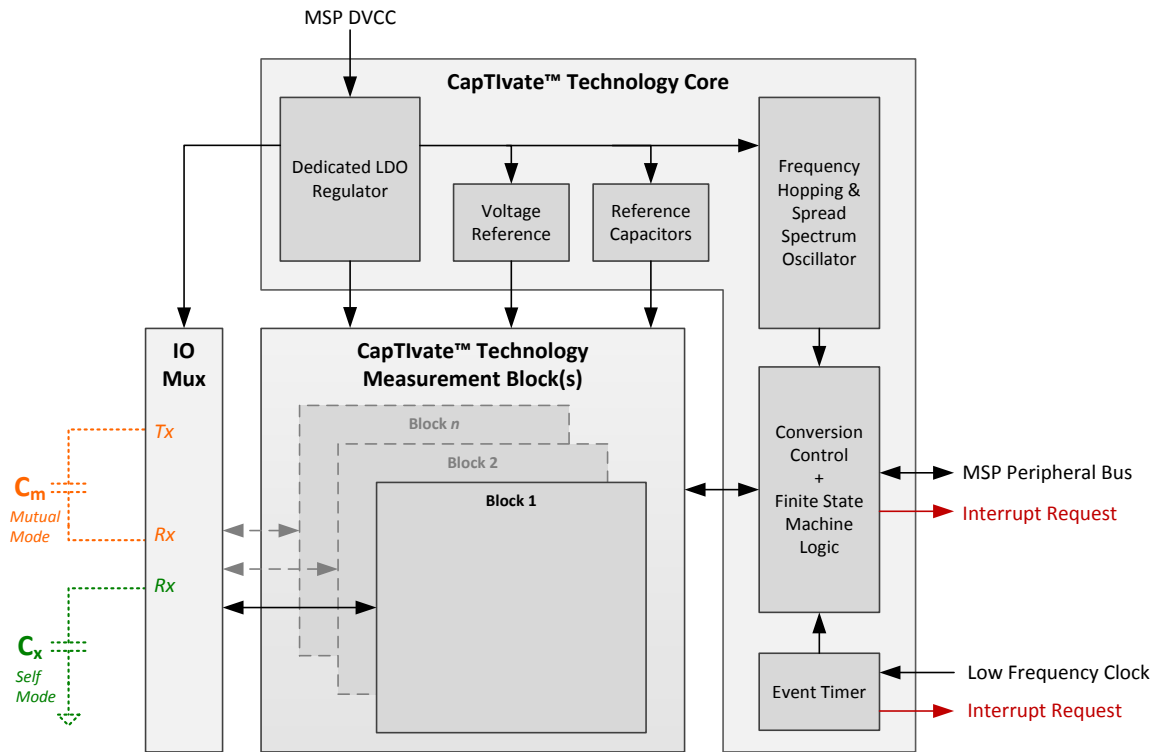 MSP DVCC
CapTIvate™ Technology Core
Dedicated LDO
Regulator
Voltage
Reference
Reference
Capacitors
Frequency
Hopping &
Spread
Spectrum
Oscillator
IO
Mux
CapTIvate™ Technology
Measurement Block(s)
Tx
Block n
Block 2
Block 1
Cm
Mutual
Mode
Rx
Rx
Cx
Self
Mode
Conversion
Control
+
Finite State
Machine
Logic
MSP Peripheral Bus
Interrupt Request
Event Timer
Low Frequency Clock
Interrupt Request